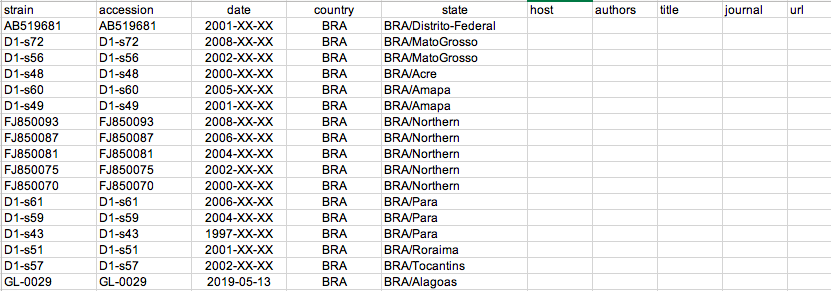 strain accession date country state host authors title journal url
AB519681 AB519681 2001-XX-XX BRA BRA/Distrito-Federal
D1-s72 D1-s72 2008-XX-XX BRA BRA/MatoGrosso
D1-s56 D1-s56 2002-XX-XX BRA BRA/MatoGrosso
D1-s48 D1-s48 2000-XX-XX BRA BRA/Acre
D1-s60 D1-s60 2005-XX-XX BRA BRA/Amapa
D1-s49 D1-s49 2001-XX-XX BRA BRA/Amapa
FJ850093 FJ850093 2008-XX-XX BRA BRA/Northern
FJ850087 FJ850087 2006-XX-XX BRA BRA/Northern
FJ850081 FJ850081 2004-XX-XX BRA BRA/Northern
FJ850075 FJ850075 2002-XX-XX BRA BRA/Northern
FJ850070 FJ850070 2000-XX-XX BRA BRA/Northern
D1-s61 D1-s61 2006-XX-XX BRA BRA/Para
D1-s59 D1-s59 2004-XX-XX BRA BRA/Para
D1-s43 D1-s43 1997-XX-XX BRA BRA/Para
D1-s51 D1-s51 2001-XX-XX BRA BRA/Roraima
D1-s57 D1-s57 2002-XX-XX BRA BRA/Tocantins
GL-0029 GL-0029 2019-05-13 BRA BRA/Alagoas